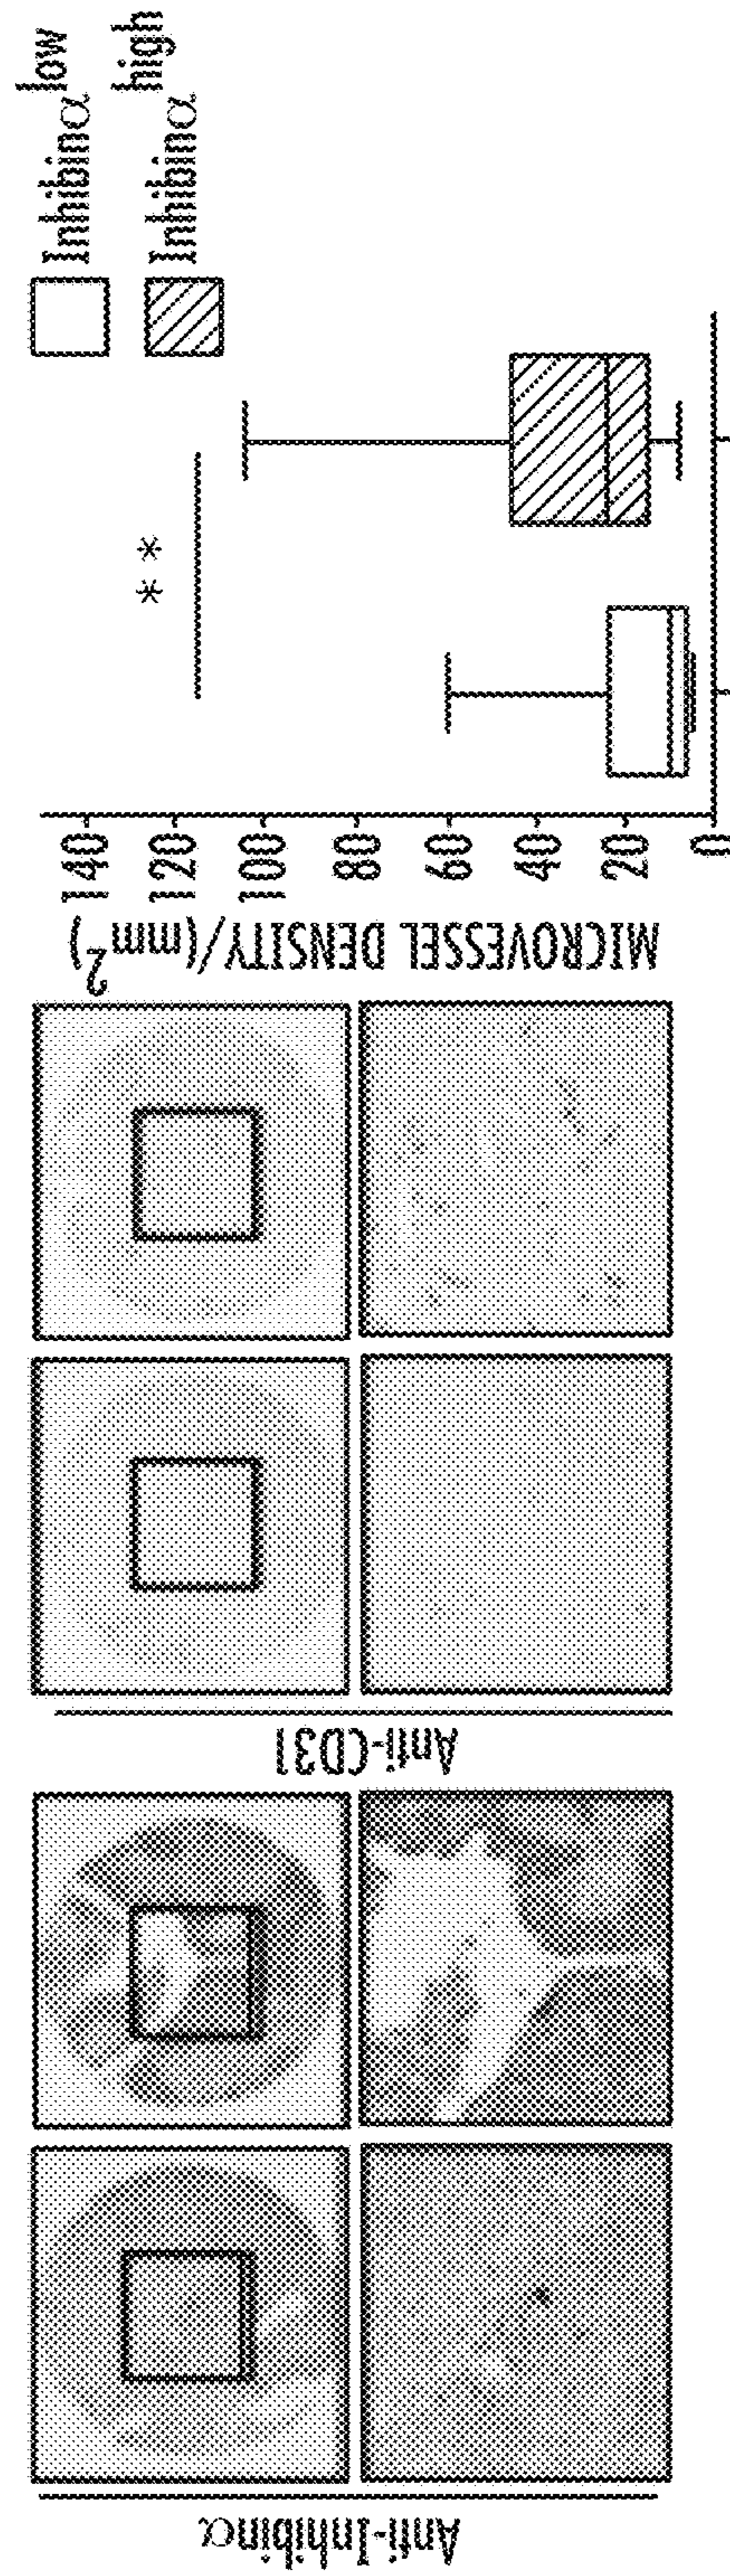 Anti-Inhibinα
Anti-CD31
MICROVESSEL DENSITY/(mm²)
140
120
100
80
60
40
20
0
**
Inhibinα low
Inhibinα high